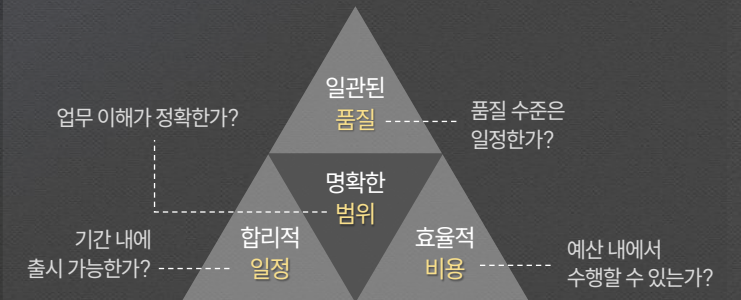 일관된
품질
업무 이해가 정확한가?
품질 수준은
일정한가?
명확한
범위
기간 내에
출시 가능한가?
합리적
일정
효율적
비용
예산 내에서
수행할 수 있는가?